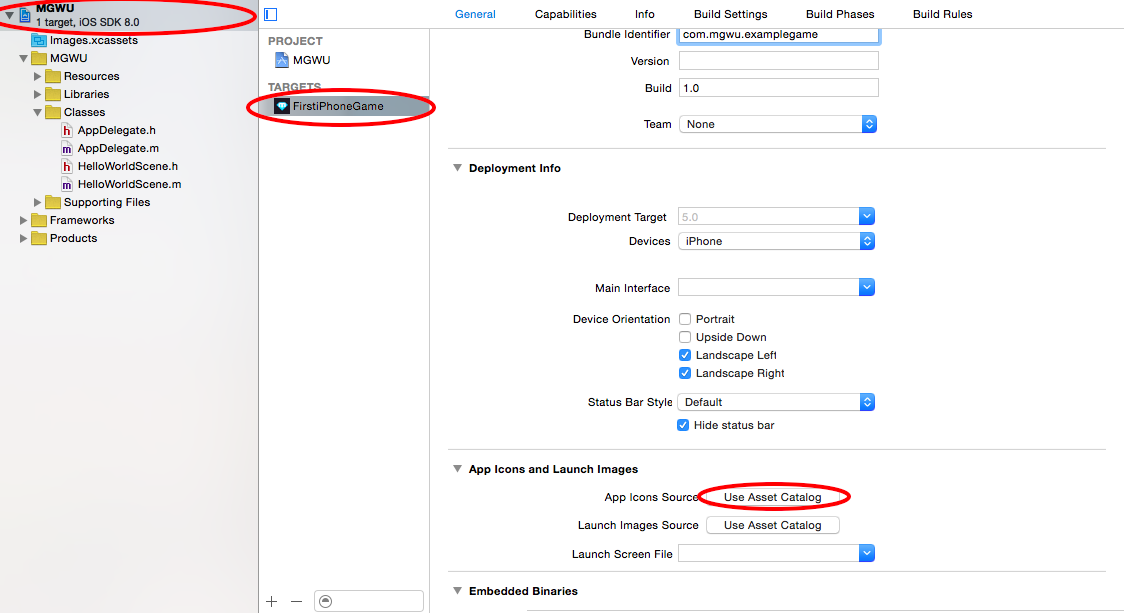 MGWU
1 target, iOS SDK 8.0
Images.xcassets
MGWU
Resources
Libraries
Classes
AppDelegate.h
AppDelegate.m
HelloWorldScene.h
HelloWorldScene.m
Supporting Files
Frameworks
Products
PROJECT
MGWU
TARGETS
FirstiPhoneGame
General Capabilities Info Build Settings Build Phases Build Rules
Bundle Identifier com.mgwu.examplegame
Version
Build 1.0
Team None
Deployment Info
Deployment Target 5.0
Devices iPhone
Main Interface
Device Orientation Portrait
Upside Down
Landscape Left
Landscape Right
Status Bar Style Default
Hide status bar
App Icons and Launch Images
App Icons Source Use Asset Catalog
Launch Images Source Use Asset Catalog
Launch Screen File
Embedded Binaries